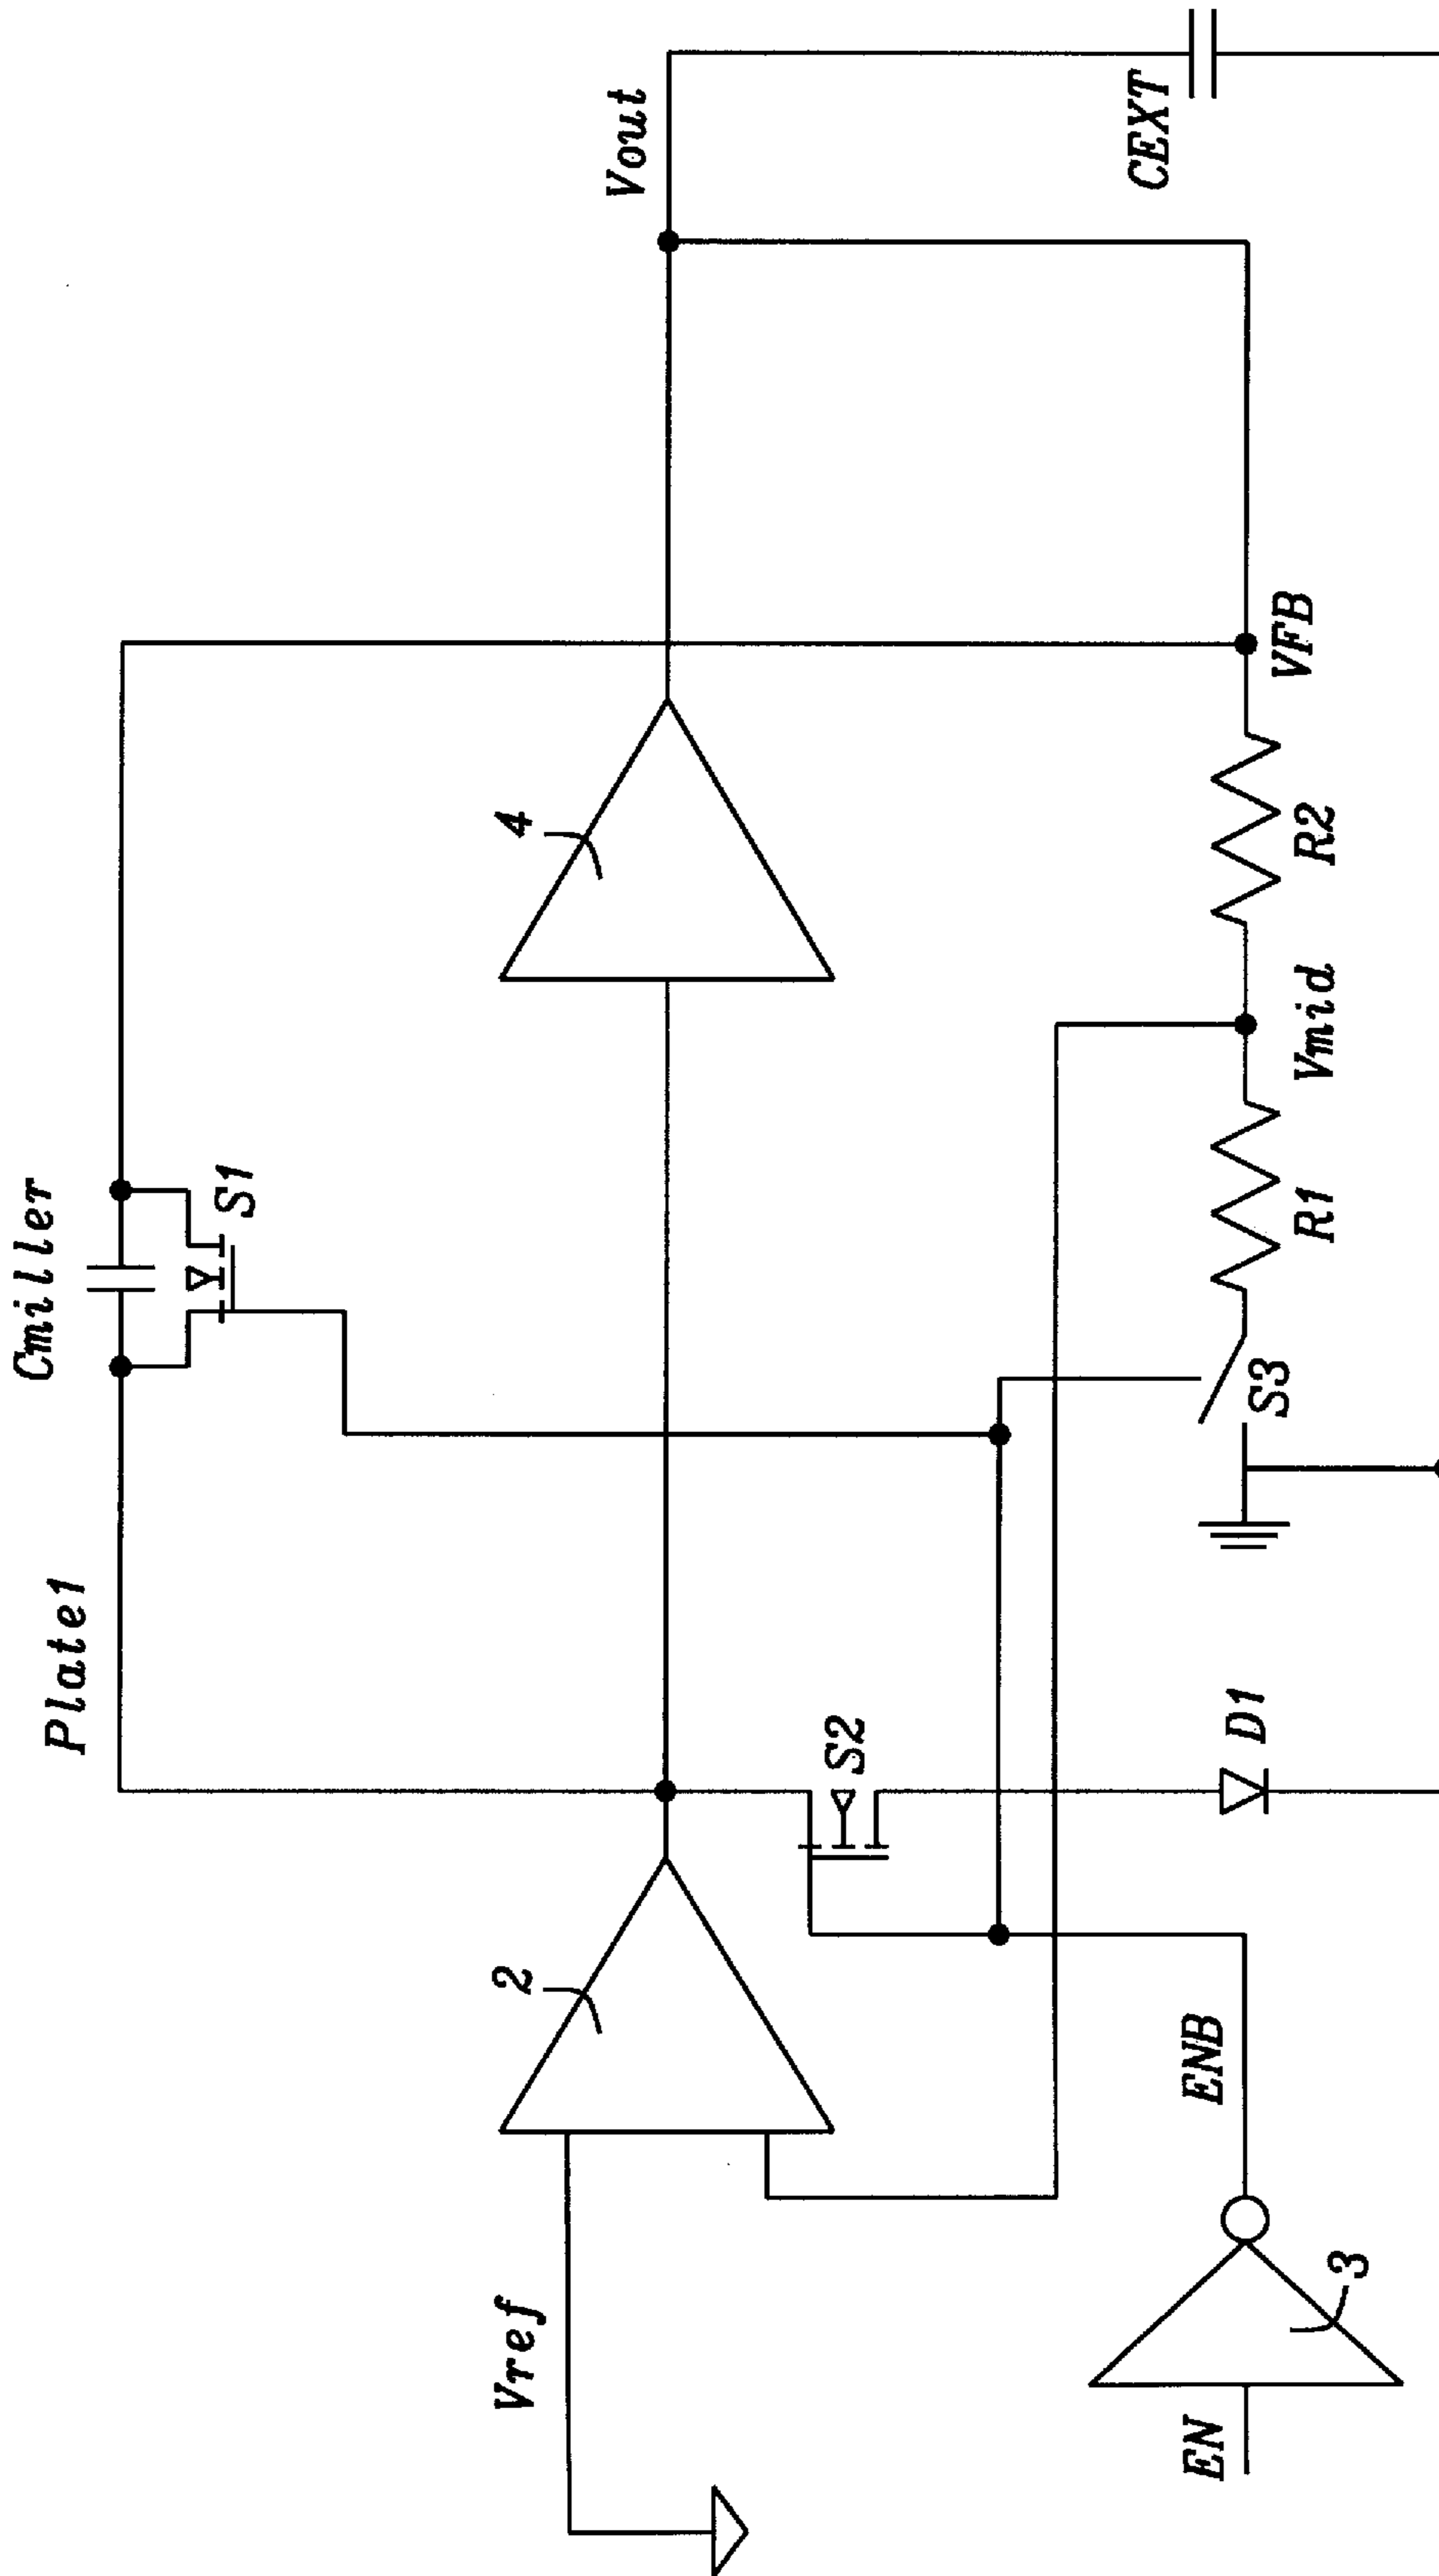 Cmiller
Plate1
S1
Vref
2
4
Vout
S2
EN
3
ENB
D1
S3
R1
Vmid
R2
VFB
CEXT